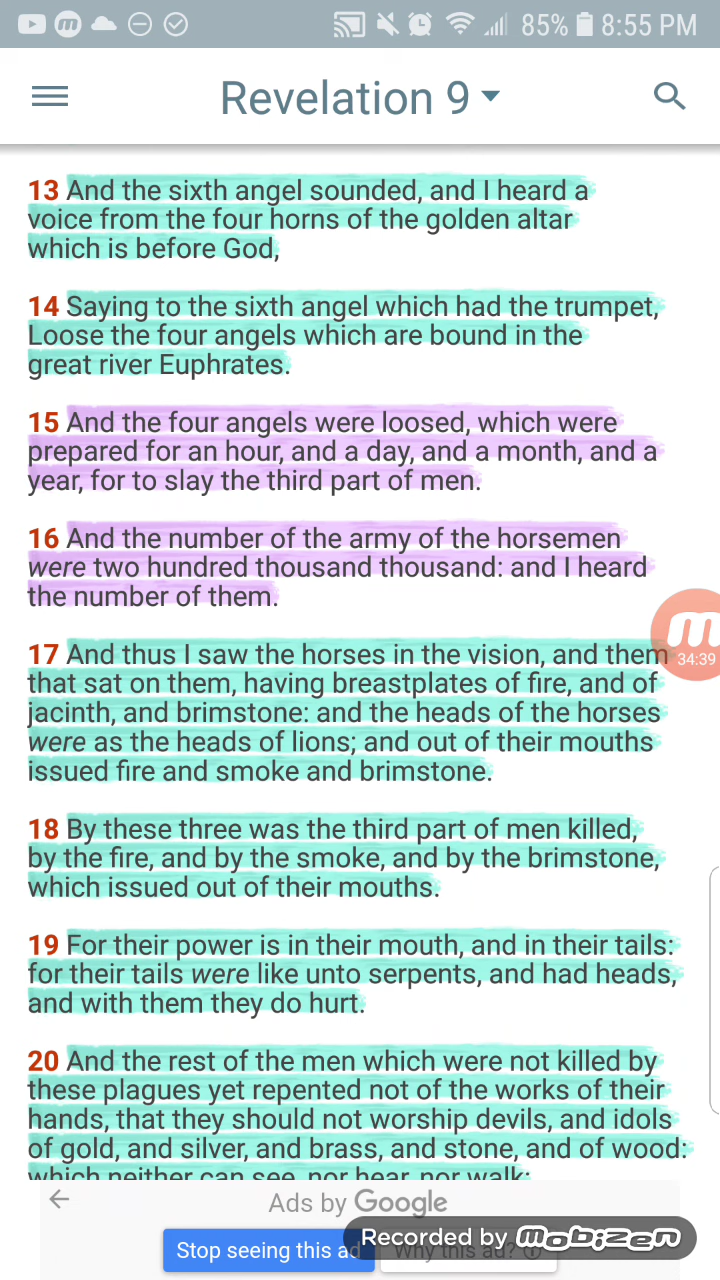 85% 8:55 PM
Revelation 9
13 And the sixth angel sounded, and I heard a
voice from the four horns of the golden altar
which is before God,
14 Saying to the sixth angel which had the trumpet,
Loose the four angels which are bound in the
great river Euphrates.
15 And the four angels were loosed, which were
prepared for an hour, and a day, and a month, and a
year, for to slay the third part of men.
16 And the number of the army of the horsemen
were two hundred thousand thousand: and I heard
the number of them.
17 And thus I saw the horses in the vision, and them
that sat on them, having breastplates of fire, and of
jacinth, and brimstone: and the heads of the horses
were as the heads of lions; and out of their mouths
issued fire and smoke and brimstone.
34:39
18 By these three was the third part of men killed,
by the fire, and by the smoke, and by the brimstone,
which issued out of their mouths.
19 For their power is in their mouth, and in their tails:
for their tails were like unto serpents, and had heads,
and with them they do hurt.
20 And the rest of the men which were not killed by
these plagues yet repented not of the works of their
hands, that they should not worship devils, and idols
of gold, and silver, and brass, and stone, and of wood:
which neither can see, nor hear, nor walk:
Ads by Google
Recorded by mobizen
Stop seeing this ad Why this ad?